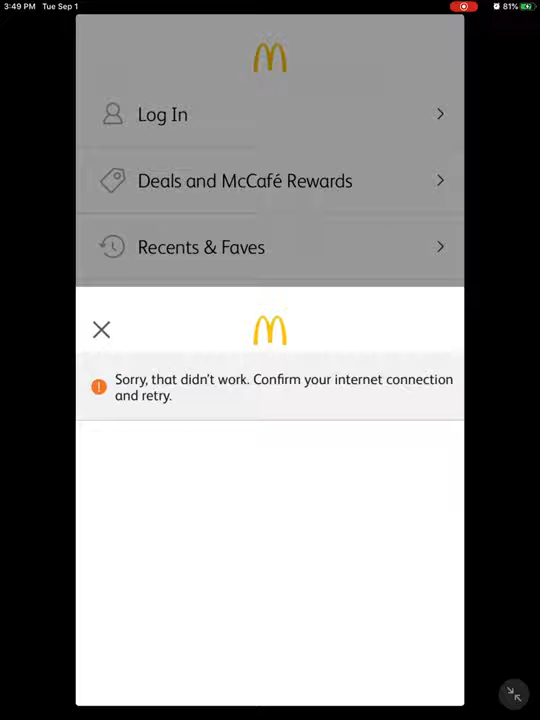 3:49 PM Tue Sep 1
81%
Log In
Deals and McCafé Rewards
Recents & Faves
Sorry, that didn't work. Confirm your internet connection
and retry.